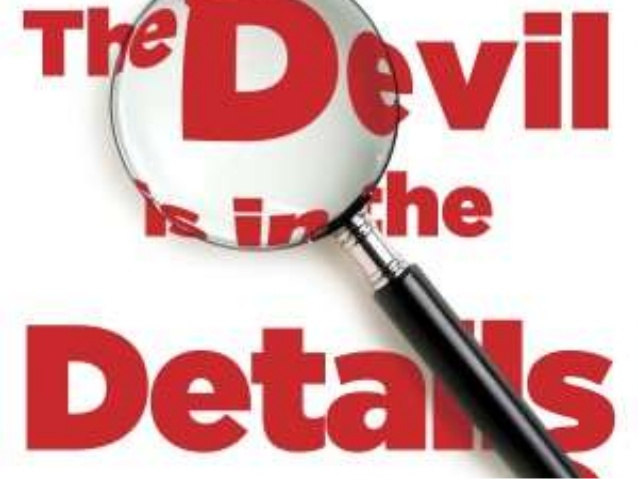 The Devil
is in the
Details